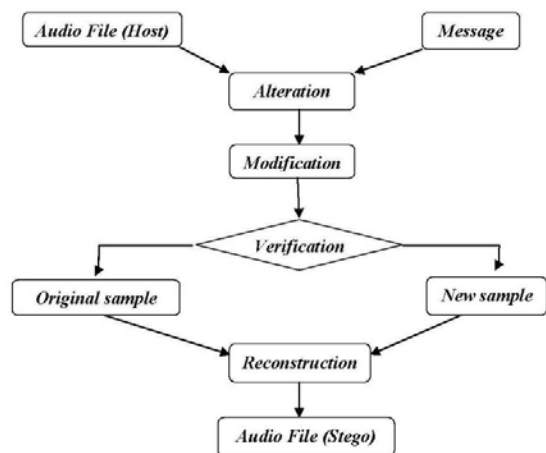 Audio File (Host)
Message
Alteration
Modification
Verification
Original sample
New sample
Reconstruction
Audio File (Stego)